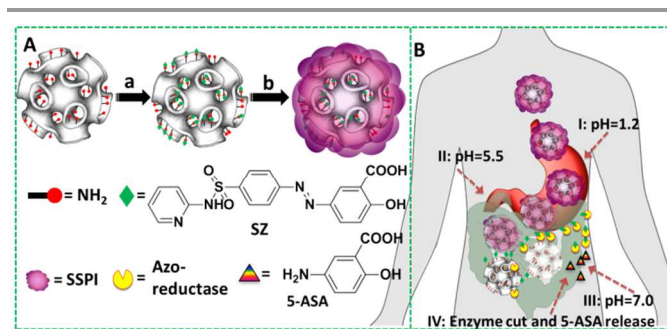 A
a
b
= NH₂
=
N
NH
O
S
O
N
N
COOH
OH
SZ
= SSPI
= Azo-
reductase
=
H₂N
COOH
OH
5-ASA
B
I: pH=1.2
II: pH=5.5
III: pH=7.0
IV: Enzyme cut and 5-ASA release